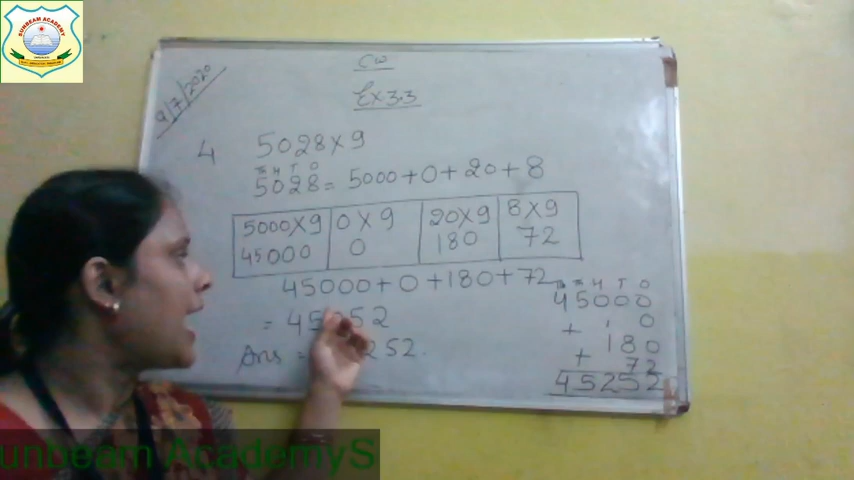 SUNBEAM ACADEMY
9/7/2020
CW
Ex 3.3
4 5028×9
Th H T O
5028 = 5000+0+20+8
5000×9 0×9 20×9 8×9
45000 0 180 72
45000+0+180+72
= 45252
Ans = 252.
Th H T O
45000
+ 0
180
+ 72
45252
unbeam AcademyS